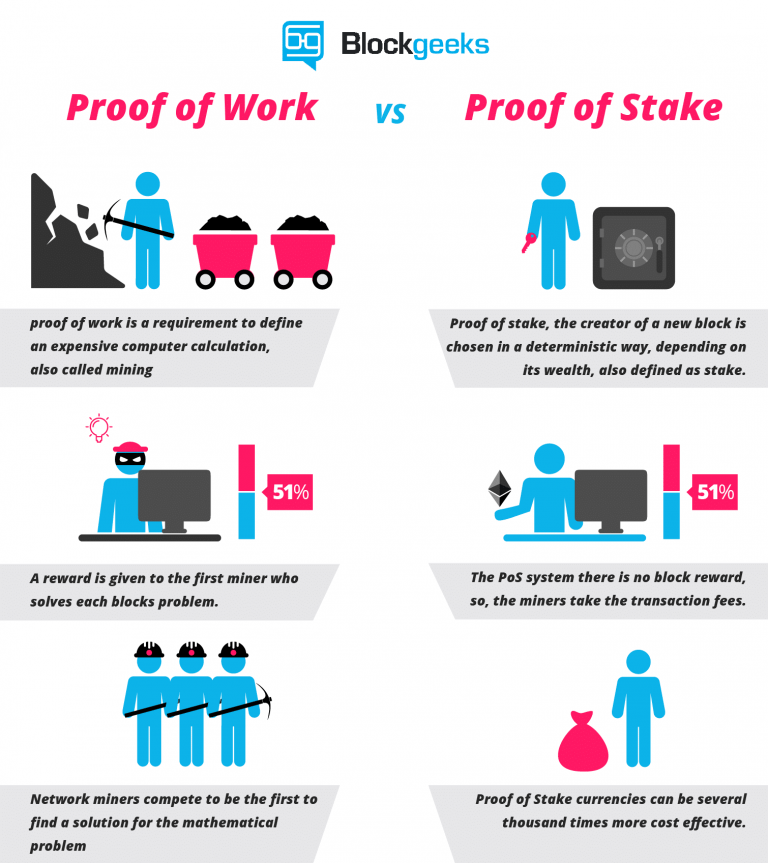 Blockgeeks
Proof of Work vs Proof of Stake
proof of work is a requirement to define
an expensive computer calculation,
also called mining
Proof of stake, the creator of a new block is
chosen in a deterministic way, depending on
its wealth, also defined as stake.
51%
51%
A reward is given to the first miner who
solves each blocks problem.
The PoS system there is no block reward,
so, the miners take the transaction fees.
Network miners compete to be the first to
find a solution for the mathematical
problem
Proof of Stake currencies can be several
thousand times more cost effective.